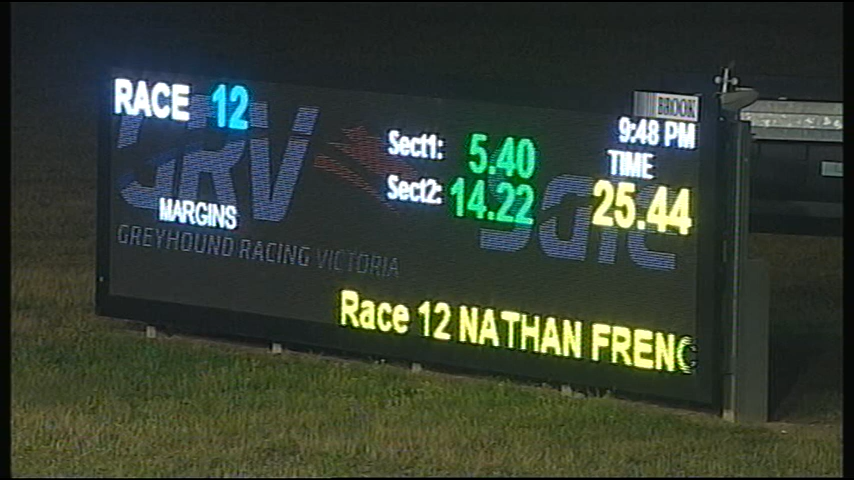 RACE 12
BROOK
9:48 PM
Sect1: 5.40
TIME
Sect2: 14.22
25.44
GRV
MARGINS
GREYHOUND RACING VICTORIA
Race 12 NATHAN FRENC